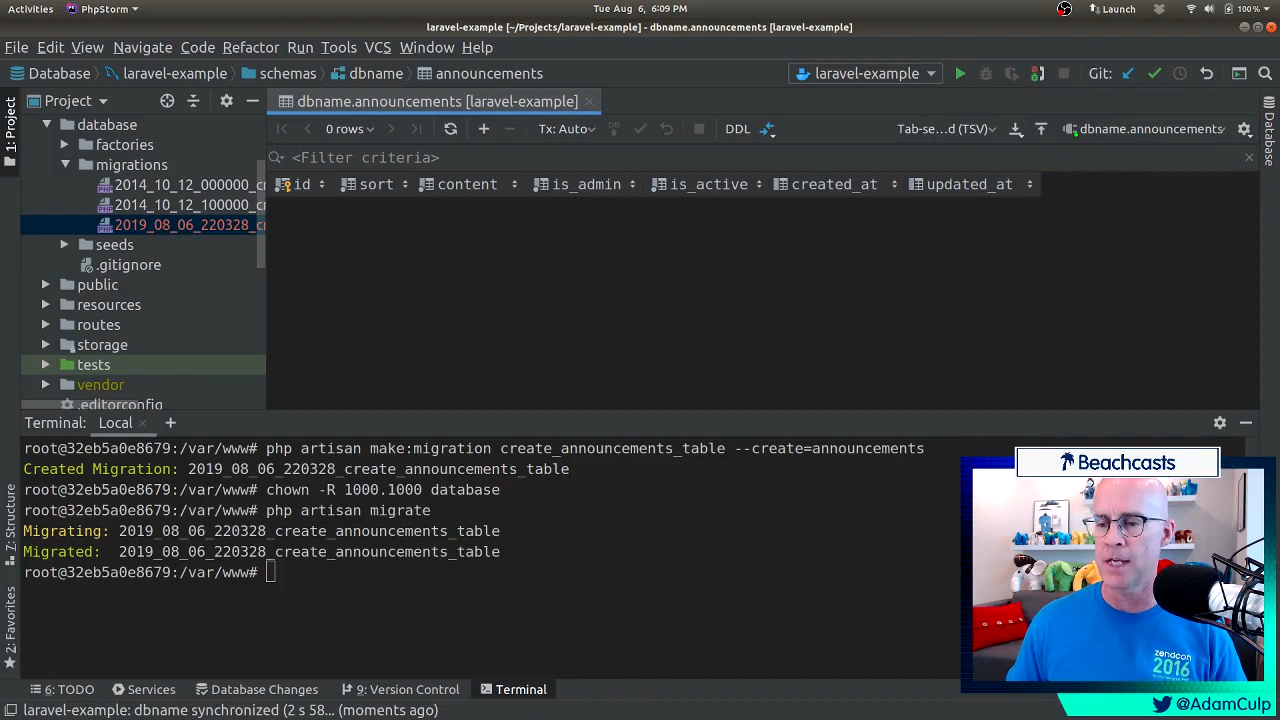 Activities PhpStorm Tue Aug 6, 6:09 PM Launch 100%
laravel-example [~/Projects/laravel-example] - dbname.announcements [laravel-example]
File Edit View Navigate Code Refactor Run Tools VCS Window Help
Database laravel-example schemas dbname announcements laravel-example Git:
1: Project
Project
dbname.announcements [laravel-example]
Database
database
0 rows Tx: Auto DB DDL Tab-se...d (TSV) dbname.announcements
factories
<Filter criteria>
migrations
id sort content is_admin is_active created_at updated_at
2014_10_12_000000_c
2014_10_12_100000_c
2019_08_06_220328_c
seeds
.gitignore
public
resources
routes
storage
tests
vendor
.editorconfig
Terminal: Local
root@32eb5a0e8679:/var/www# php artisan make:migration create_announcements_table --create=announcements
Created Migration: 2019_08_06_220328_create_announcements_table
root@32eb5a0e8679:/var/www# chown -R 1000.1000 database
root@32eb5a0e8679:/var/www# php artisan migrate
Migrating: 2019_08_06_220328_create_announcements_table
Migrated: 2019_08_06_220328_create_announcements_table
root@32eb5a0e8679:/var/www#
Z: Structure
2: Favorites
Beachcasts
zendcon
2016
6: TODO Services Database Changes 9: Version Control Terminal
@AdamCulp
laravel-example: dbname synchronized (2 s 58... (moments ago)